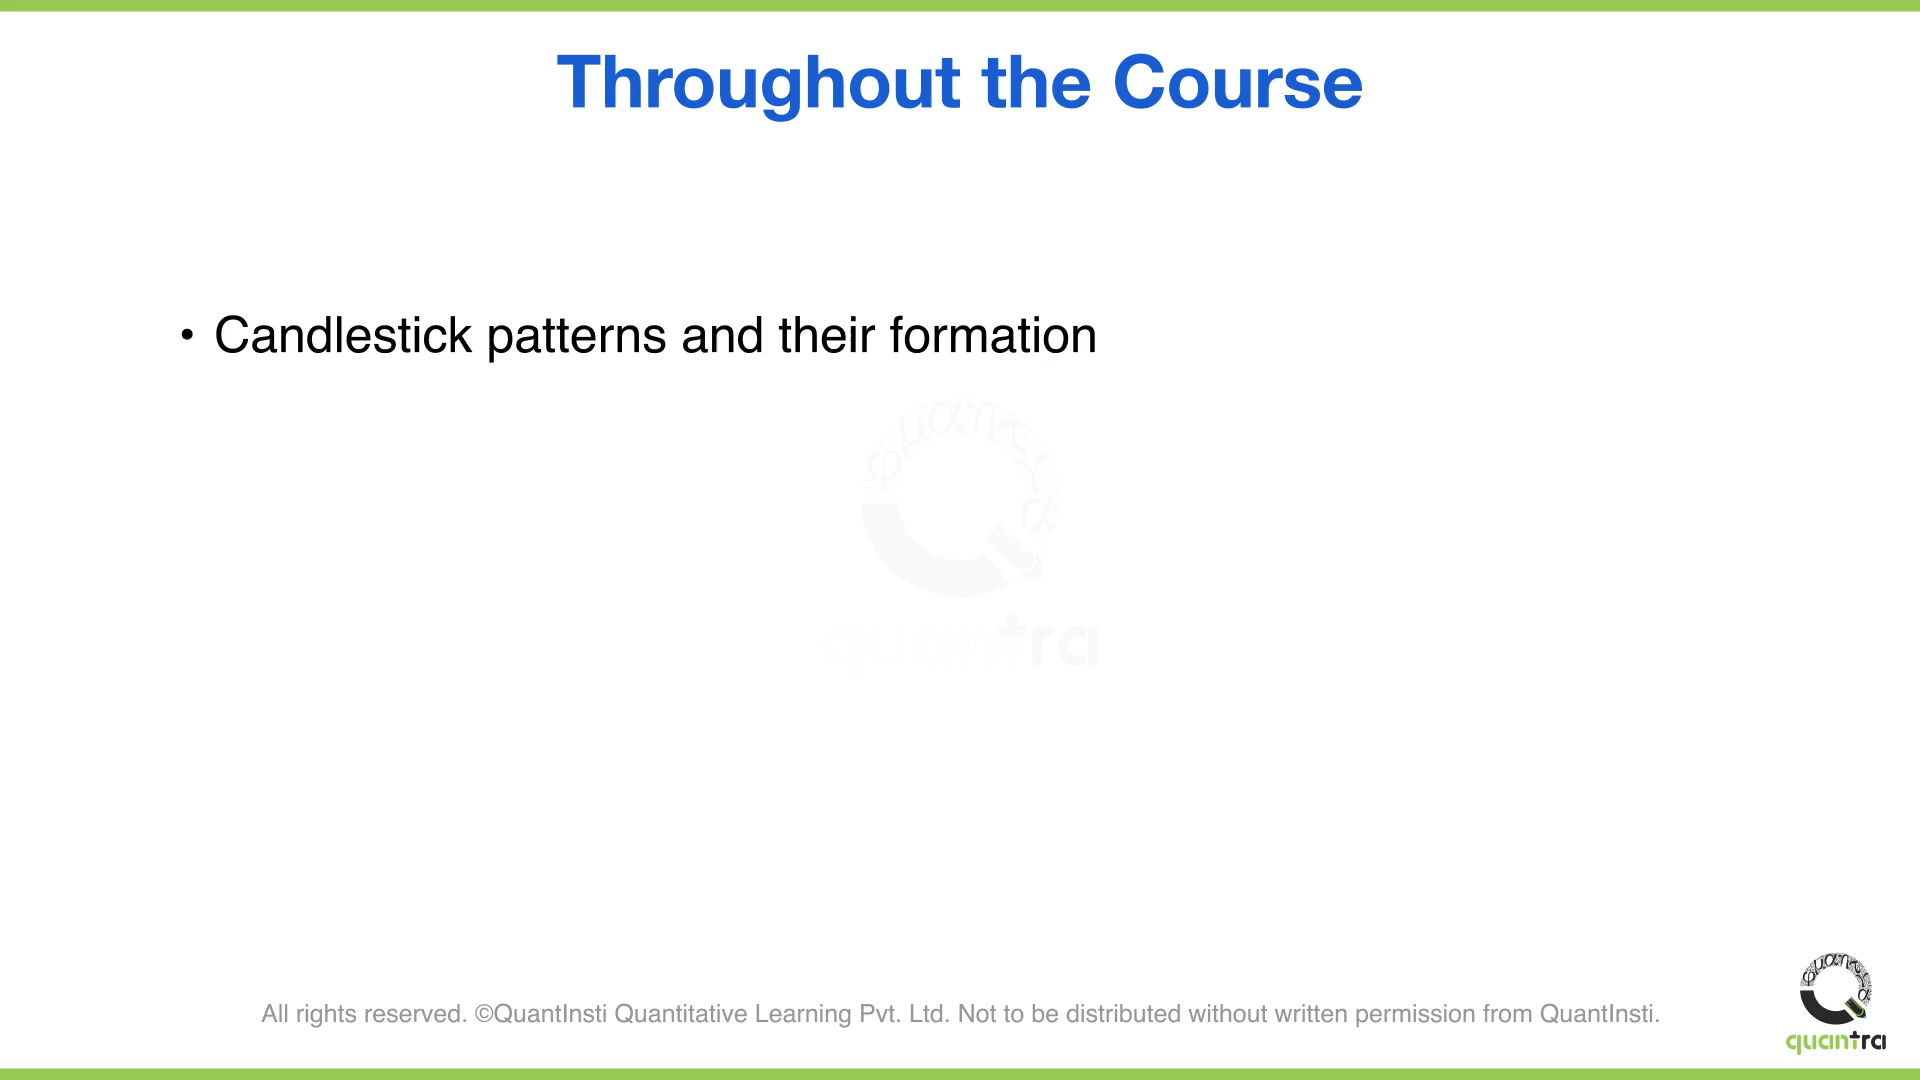 Throughout the Course
• Candlestick patterns and their formation
quantra
All rights reserved. ©QuantInsti Quantitative Learning Pvt. Ltd. Not to be distributed without written permission from QuantInsti.
quantra